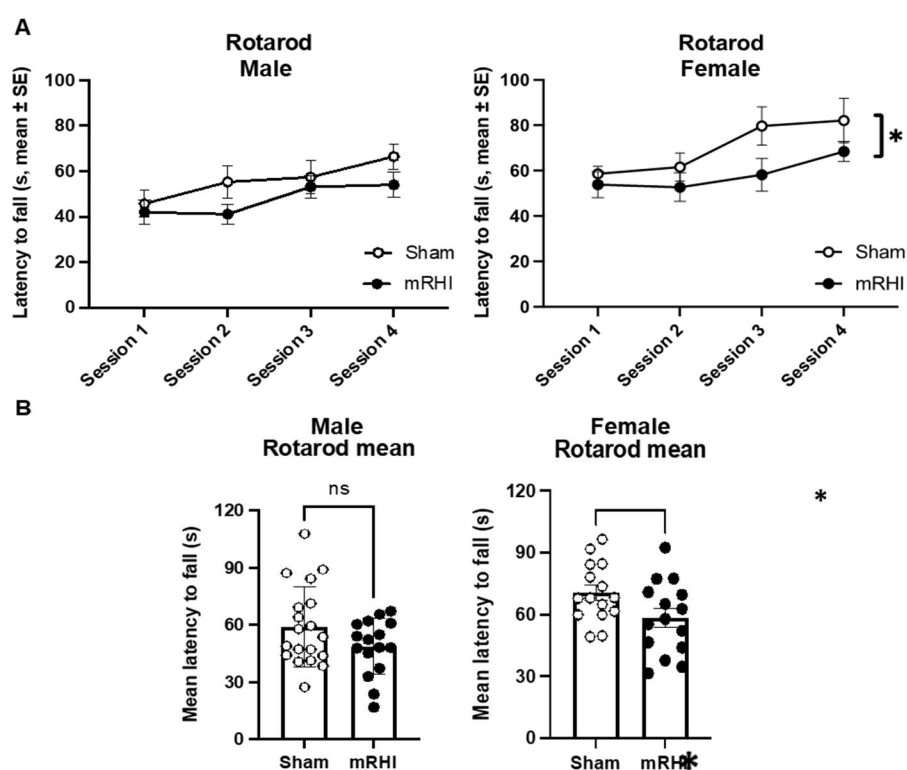 A
Rotarod
Male
Latency to fall (s, mean ± SE)
100
80
60
40
20
0
Sham
mRHI
Session 1
Session 2
Session 3
Session 4
Rotarod
Female
Latency to fall (s, mean ± SE)
100
80
60
40
20
0
*
Sham
mRHI
Session 1
Session 2
Session 3
Session 4
B
Male
Rotarod mean
Mean latency to fall (s)
120
90
60
30
0
ns
Sham mRHI
Female
Rotarod mean
Mean latency to fall (s)
120
90
60
30
0
*
Sham mRHI*